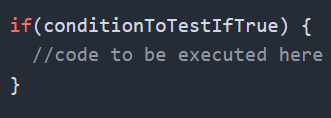 if(conditionToTestIfTrue) {
  //code to be executed here
}